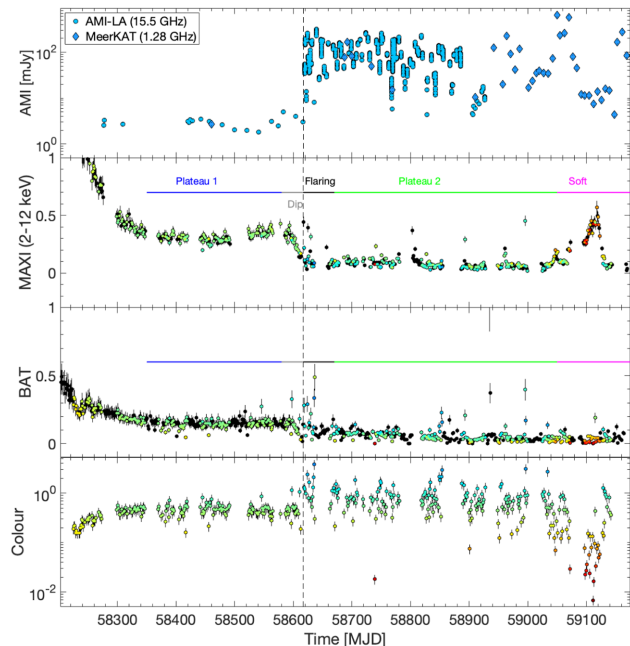 AMI-LA (15.5 GHz)
MeerKAT (1.28 GHz)
AMI [mJy]
10²
10⁰
1
Plateau 1
Flaring
Plateau 2
Soft
Dip
MAXI (2-12 keV)
0.5
0
1
BAT
0.5
0
Colour
10⁰
10⁻²
58300 58400 58500 58600 58700 58800 58900 59000 59100
Time [MJD]